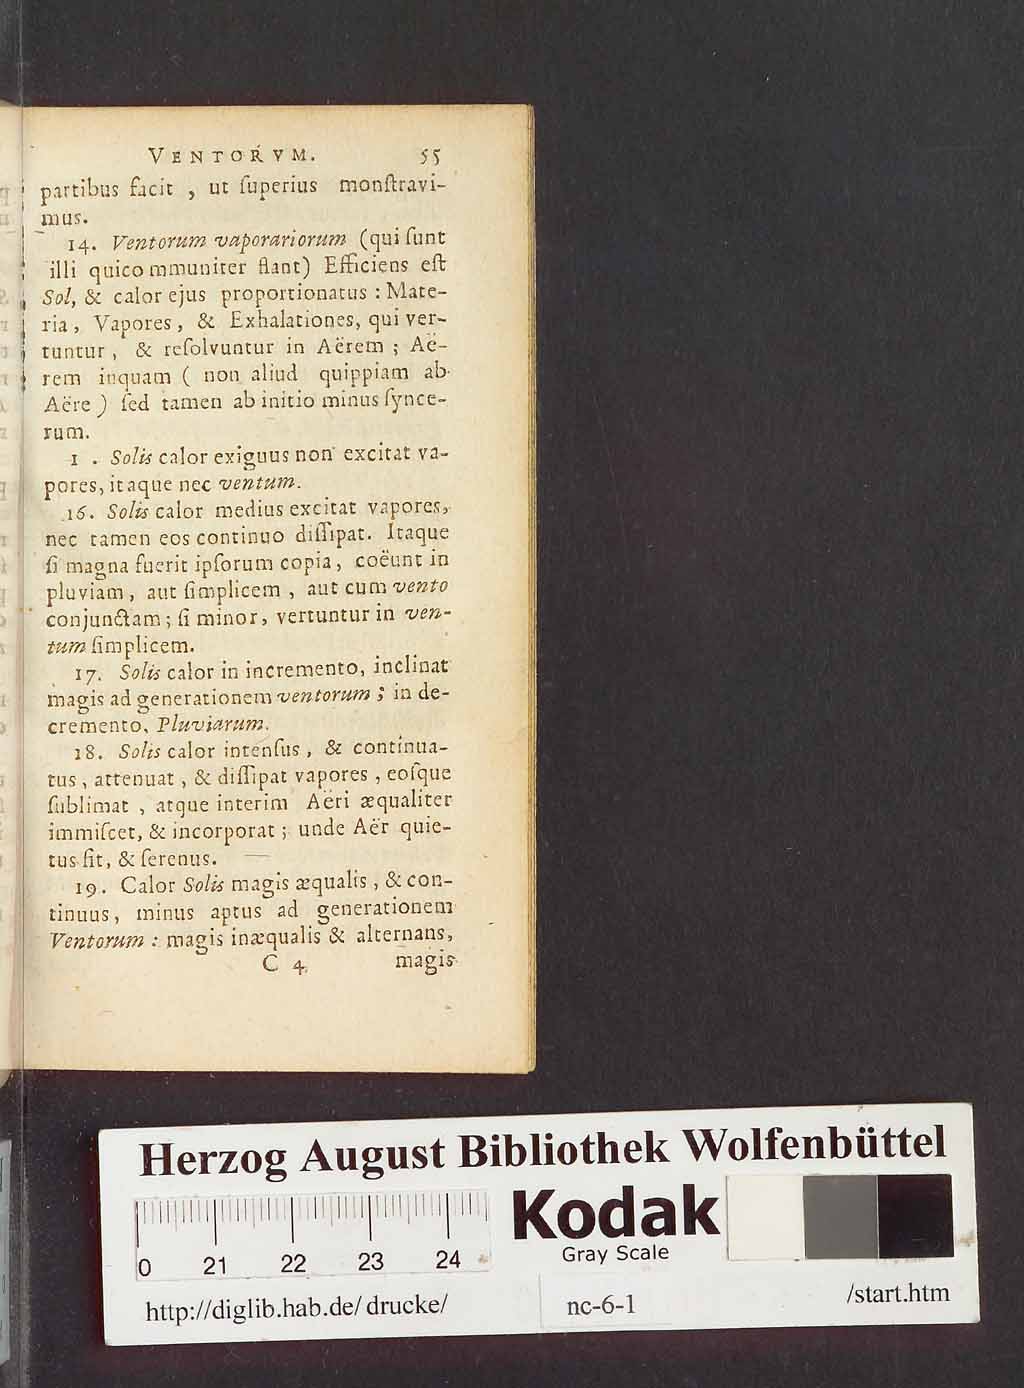 VENTORVM. 55
partibus facit , ut ſuperius monſtravi-
mus.
14. Ventorum vaporariorum (qui ſunt
illi quicommuniter flant) Efficiens eſt
Sol, & calor ejus proportionatus : Mate-
ria, Vapores, & Exhalationes, qui ver-
tuntur, & reſolvuntur in Aërem ; Aë-
rem inquam ( non aliud quippiam ab
Aëre ) ſed tamen ab initio minus ſynce-
rum.
1 . Solis calor exiguus non excitat va-
pores, itaque nec ventum.
16. Solis calor medius excitat vapores,
nec tamen eos continuo diſſipat. Itaque
ſi magna fuerit ipſorum copia, coëunt in
pluviam, aut ſimplicem , aut cum vento
conjunctam ; ſi minor, vertuntur in ven-
tum ſimplicem.
17. Solis calor in incremento, inclinat
magis ad generationem ventorum ; in de-
cremento, Pluviarum.
18. Solis calor intenſus, & continua-
tus, attenuat, & diſſipat vapores, eoſque
ſublimat , atque interim Aëri æqualiter
immiſcet, & incorporat ; unde Aër quie-
tus ſit, & ſerenus.
19. Calor Solis magis æqualis, & con-
tinuus, minus aptus ad generationem
Ventorum : magis inæqualis & alternans,
C 4 magis
Herzog August Bibliothek Wolfenbüttel
0 21 22 23 24
Kodak
Gray Scale
http://diglib.hab.de/drucke/ nc-6-1 /start.htm